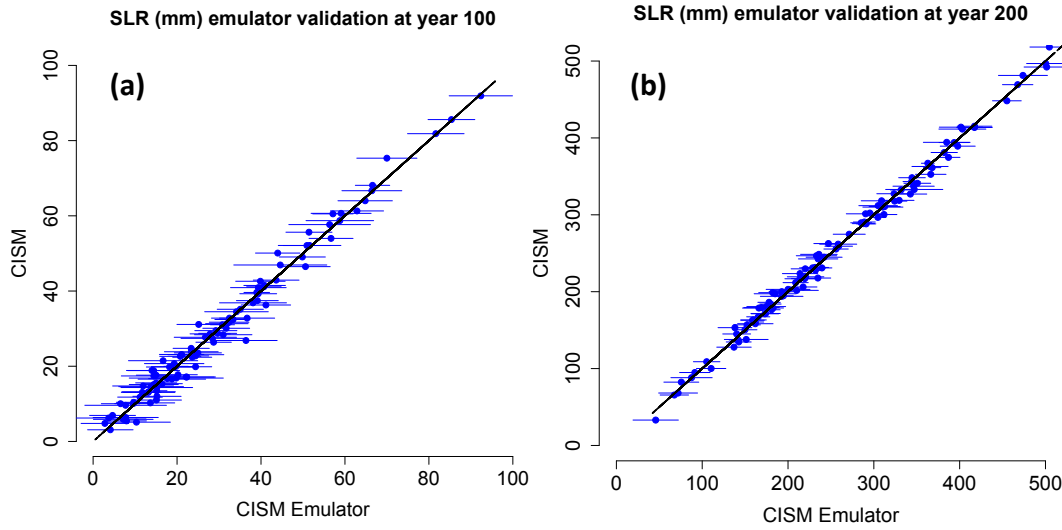 SLR (mm) emulator validation at year 100
(a)
CISM
100
80
60
40
20
0
0 20 40 60 80 100
CISM Emulator
SLR (mm) emulator validation at year 200
(b)
CISM
500
400
300
200
100
0
0 100 200 300 400 500
CISM Emulator